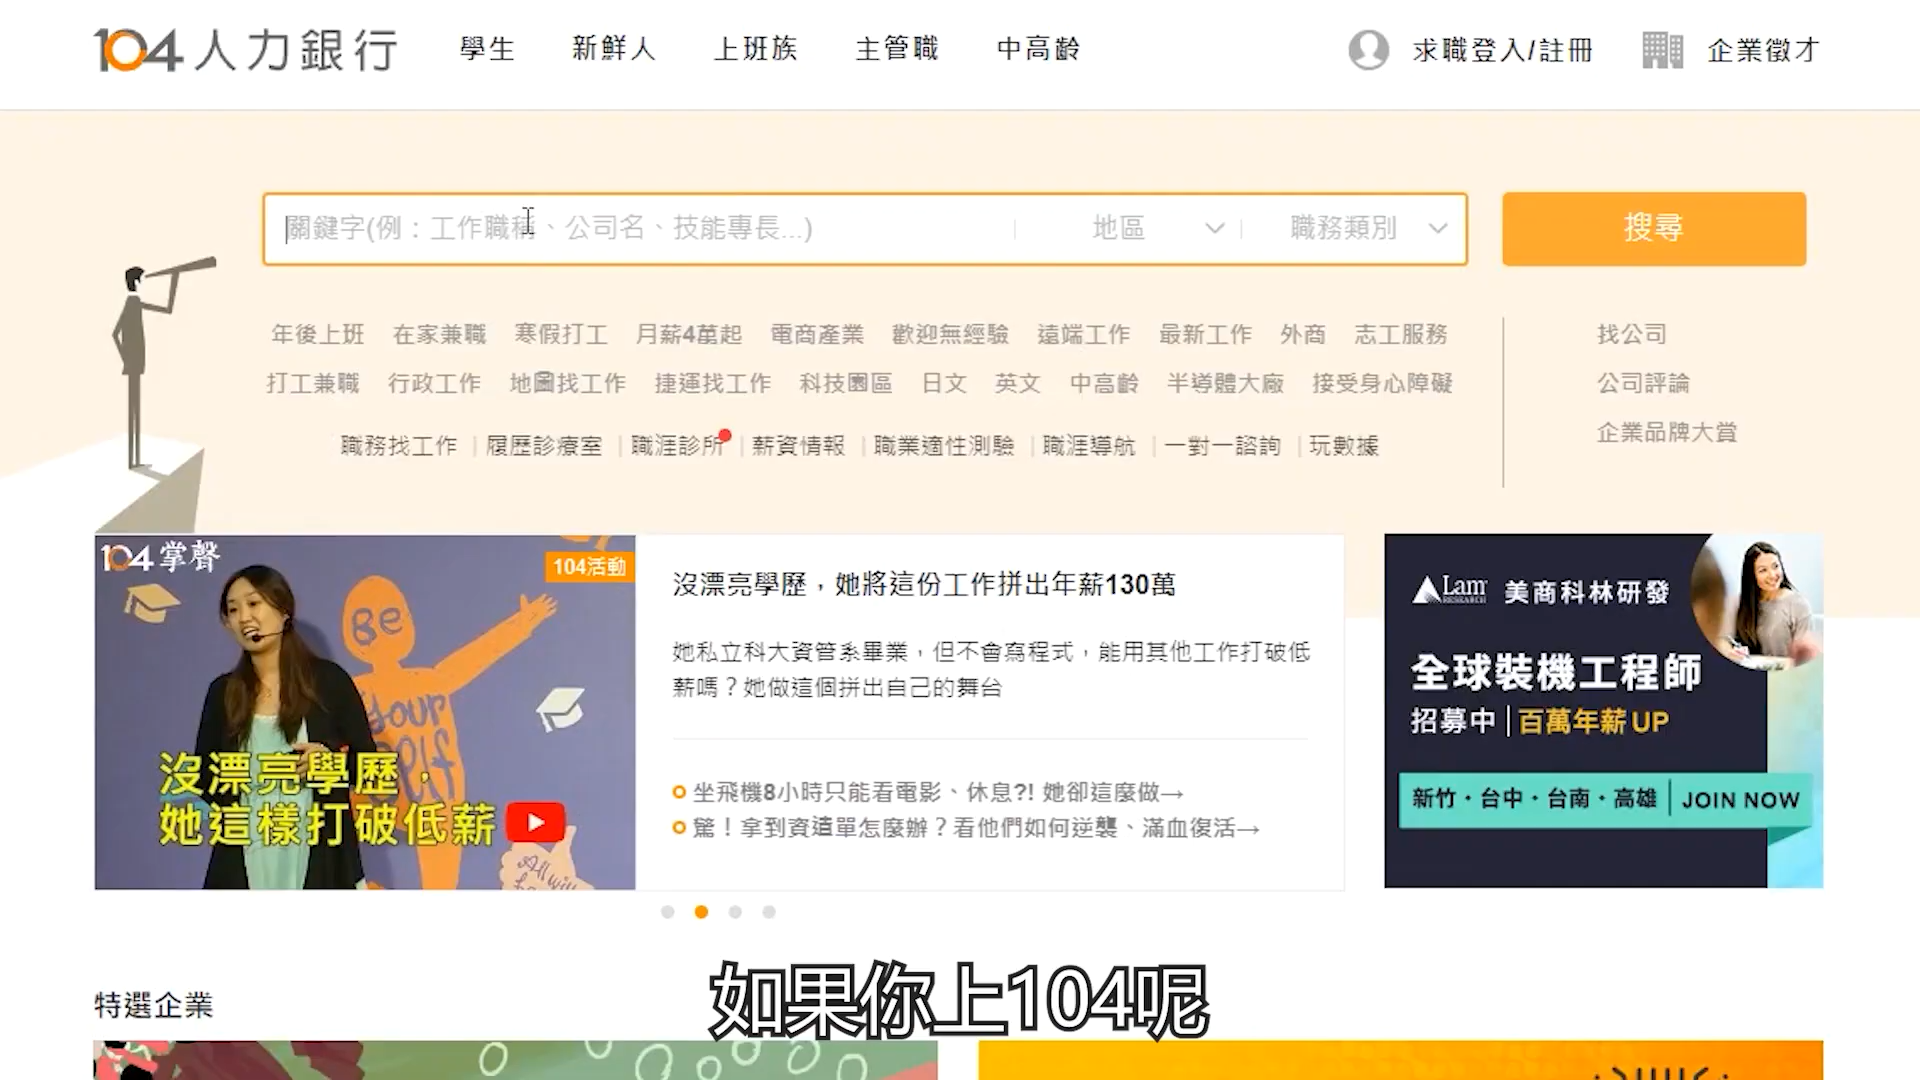 104人力銀行 學生 新鮮人 上班族 主管職 中高齡 求職登入/註冊 企業徵才
關鍵字(例：工作職稱、公司名、技能專長...) 地區 職務類別 搜尋
年後上班 在家兼職 寒假打工 月薪4萬起 電商產業 歡迎無經驗 遠端工作 最新工作 外商 志工服務 找公司
打工兼職 行政工作 地圖找工作 捷運找工作 科技園區 日文 英文 中高齡 半導體大廠 接受身心障礙 公司評論
企業品牌大賞
職務找工作 | 履歷診療室 | 職涯診所 | 薪資情報 | 職業適性測驗 | 職涯導航 | 一對一諮詢 | 玩數據
104掌聲
104活動
Be
Your
Self
沒漂亮學歷，
她這樣打破低薪
沒漂亮學歷，她將這份工作拼出年薪130萬
她私立科大資管系畢業，但不會寫程式，能用其他工作打破低
薪嗎？她做這個拼出自己的舞台
坐飛機8小時只能看電影、休息?! 她卻這麼做→
驚！拿到資遣單怎麼辦？看他們如何逆襲、滿血復活→
Lam RESEARCH 美商科林研發
全球裝機工程師
招募中|百萬年薪UP
新竹・台中・台南・高雄 | JOIN NOW
特選企業
如果你上104呢